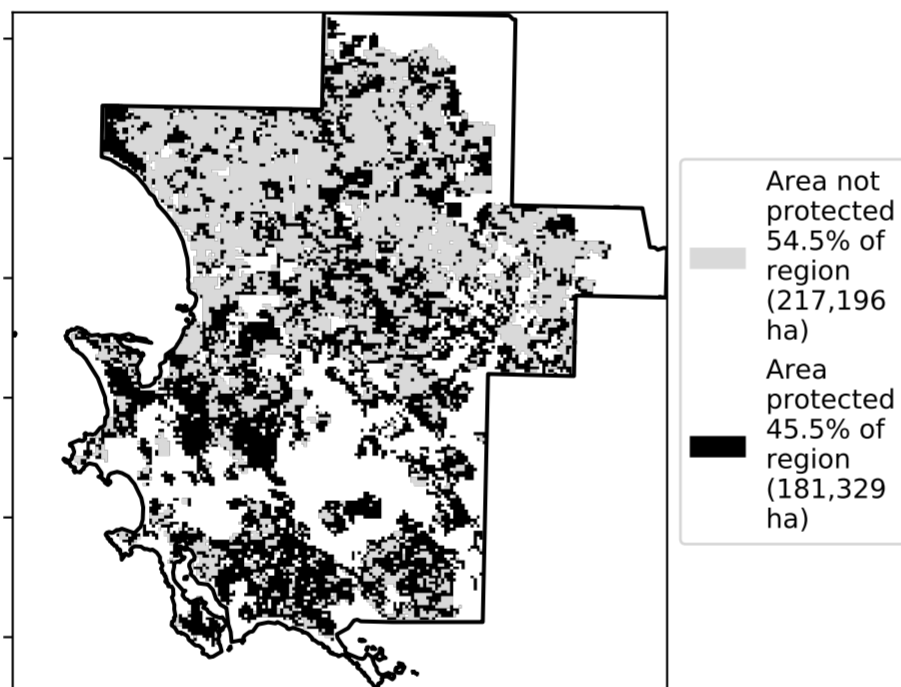 Area not
protected
54.5% of
region
(217,196
ha)
Area
protected
45.5% of
region
(181,329
ha)